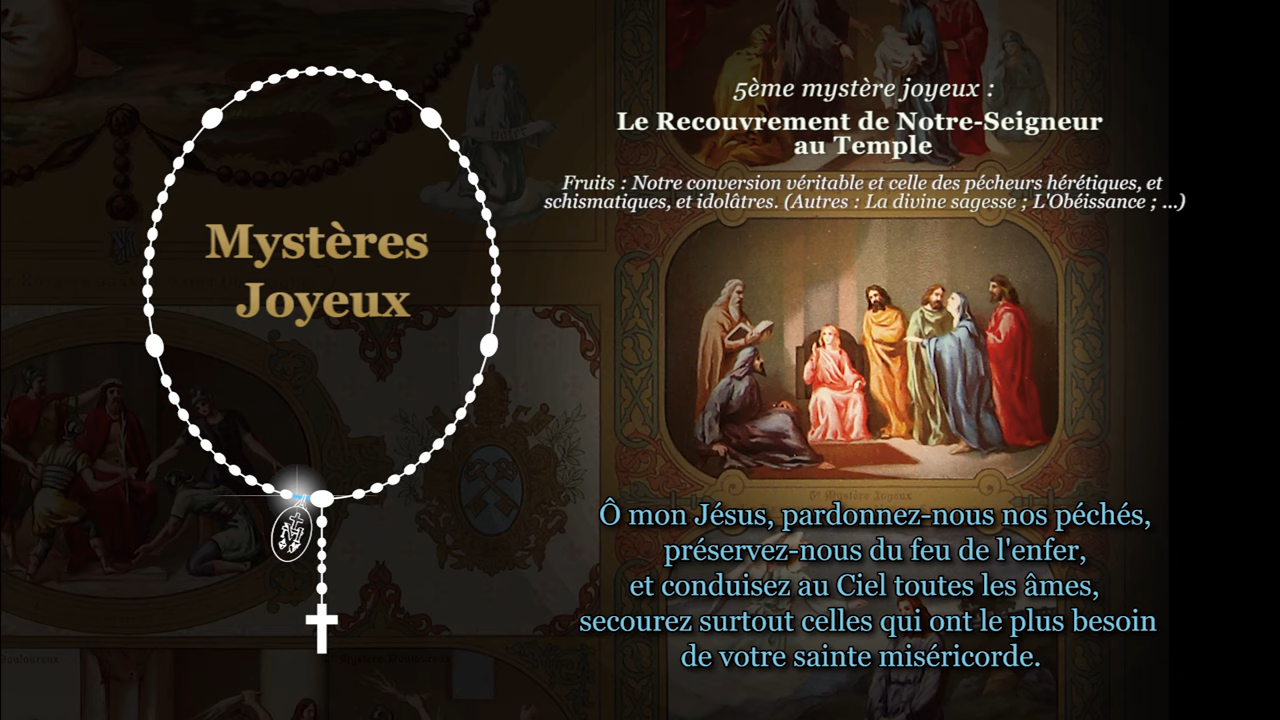 Mystères
Joyeux
5ème mystère joyeux :
Le Recouvrement de Notre-Seigneur
au Temple
Fruits : Notre conversion véritable et celle des pécheurs hérétiques, et
schismatiques, et idolâtres. (Autres : La divine sagesse ; L'Obéissance ; ...)
5e Mystère Joyeux
Ô mon Jésus, pardonnez-nous nos péchés,
préservez-nous du feu de l'enfer,
et conduisez au Ciel toutes les âmes,
secourez surtout celles qui ont le plus besoin
de votre sainte miséricorde.